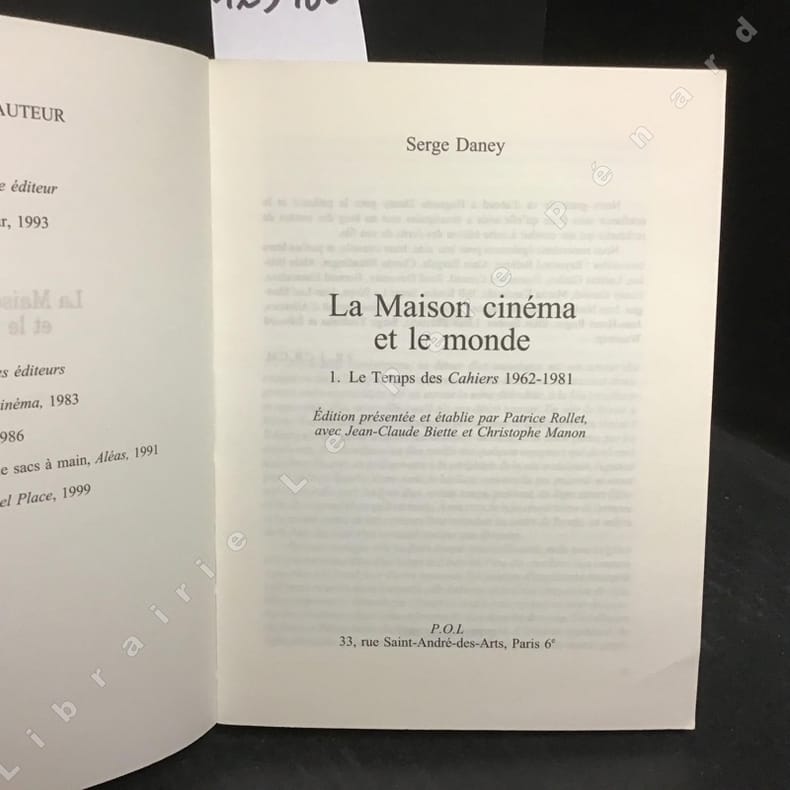 AUTEUR
e éditeur
r, 1993
es éditeurs
inéma, 1983
986
e sacs à main, Aléas, 1991
el Place, 1999
Serge Daney
La Maison cinéma
et le monde
1. Le Temps des Cahiers 1962-1981
Édition présentée et établie par Patrice Rollet,
avec Jean-Claude Biette et Christophe Manon
P.O.L
33, rue Saint-André-des-Arts, Paris 6e
Librairie Le Pépère Pénard